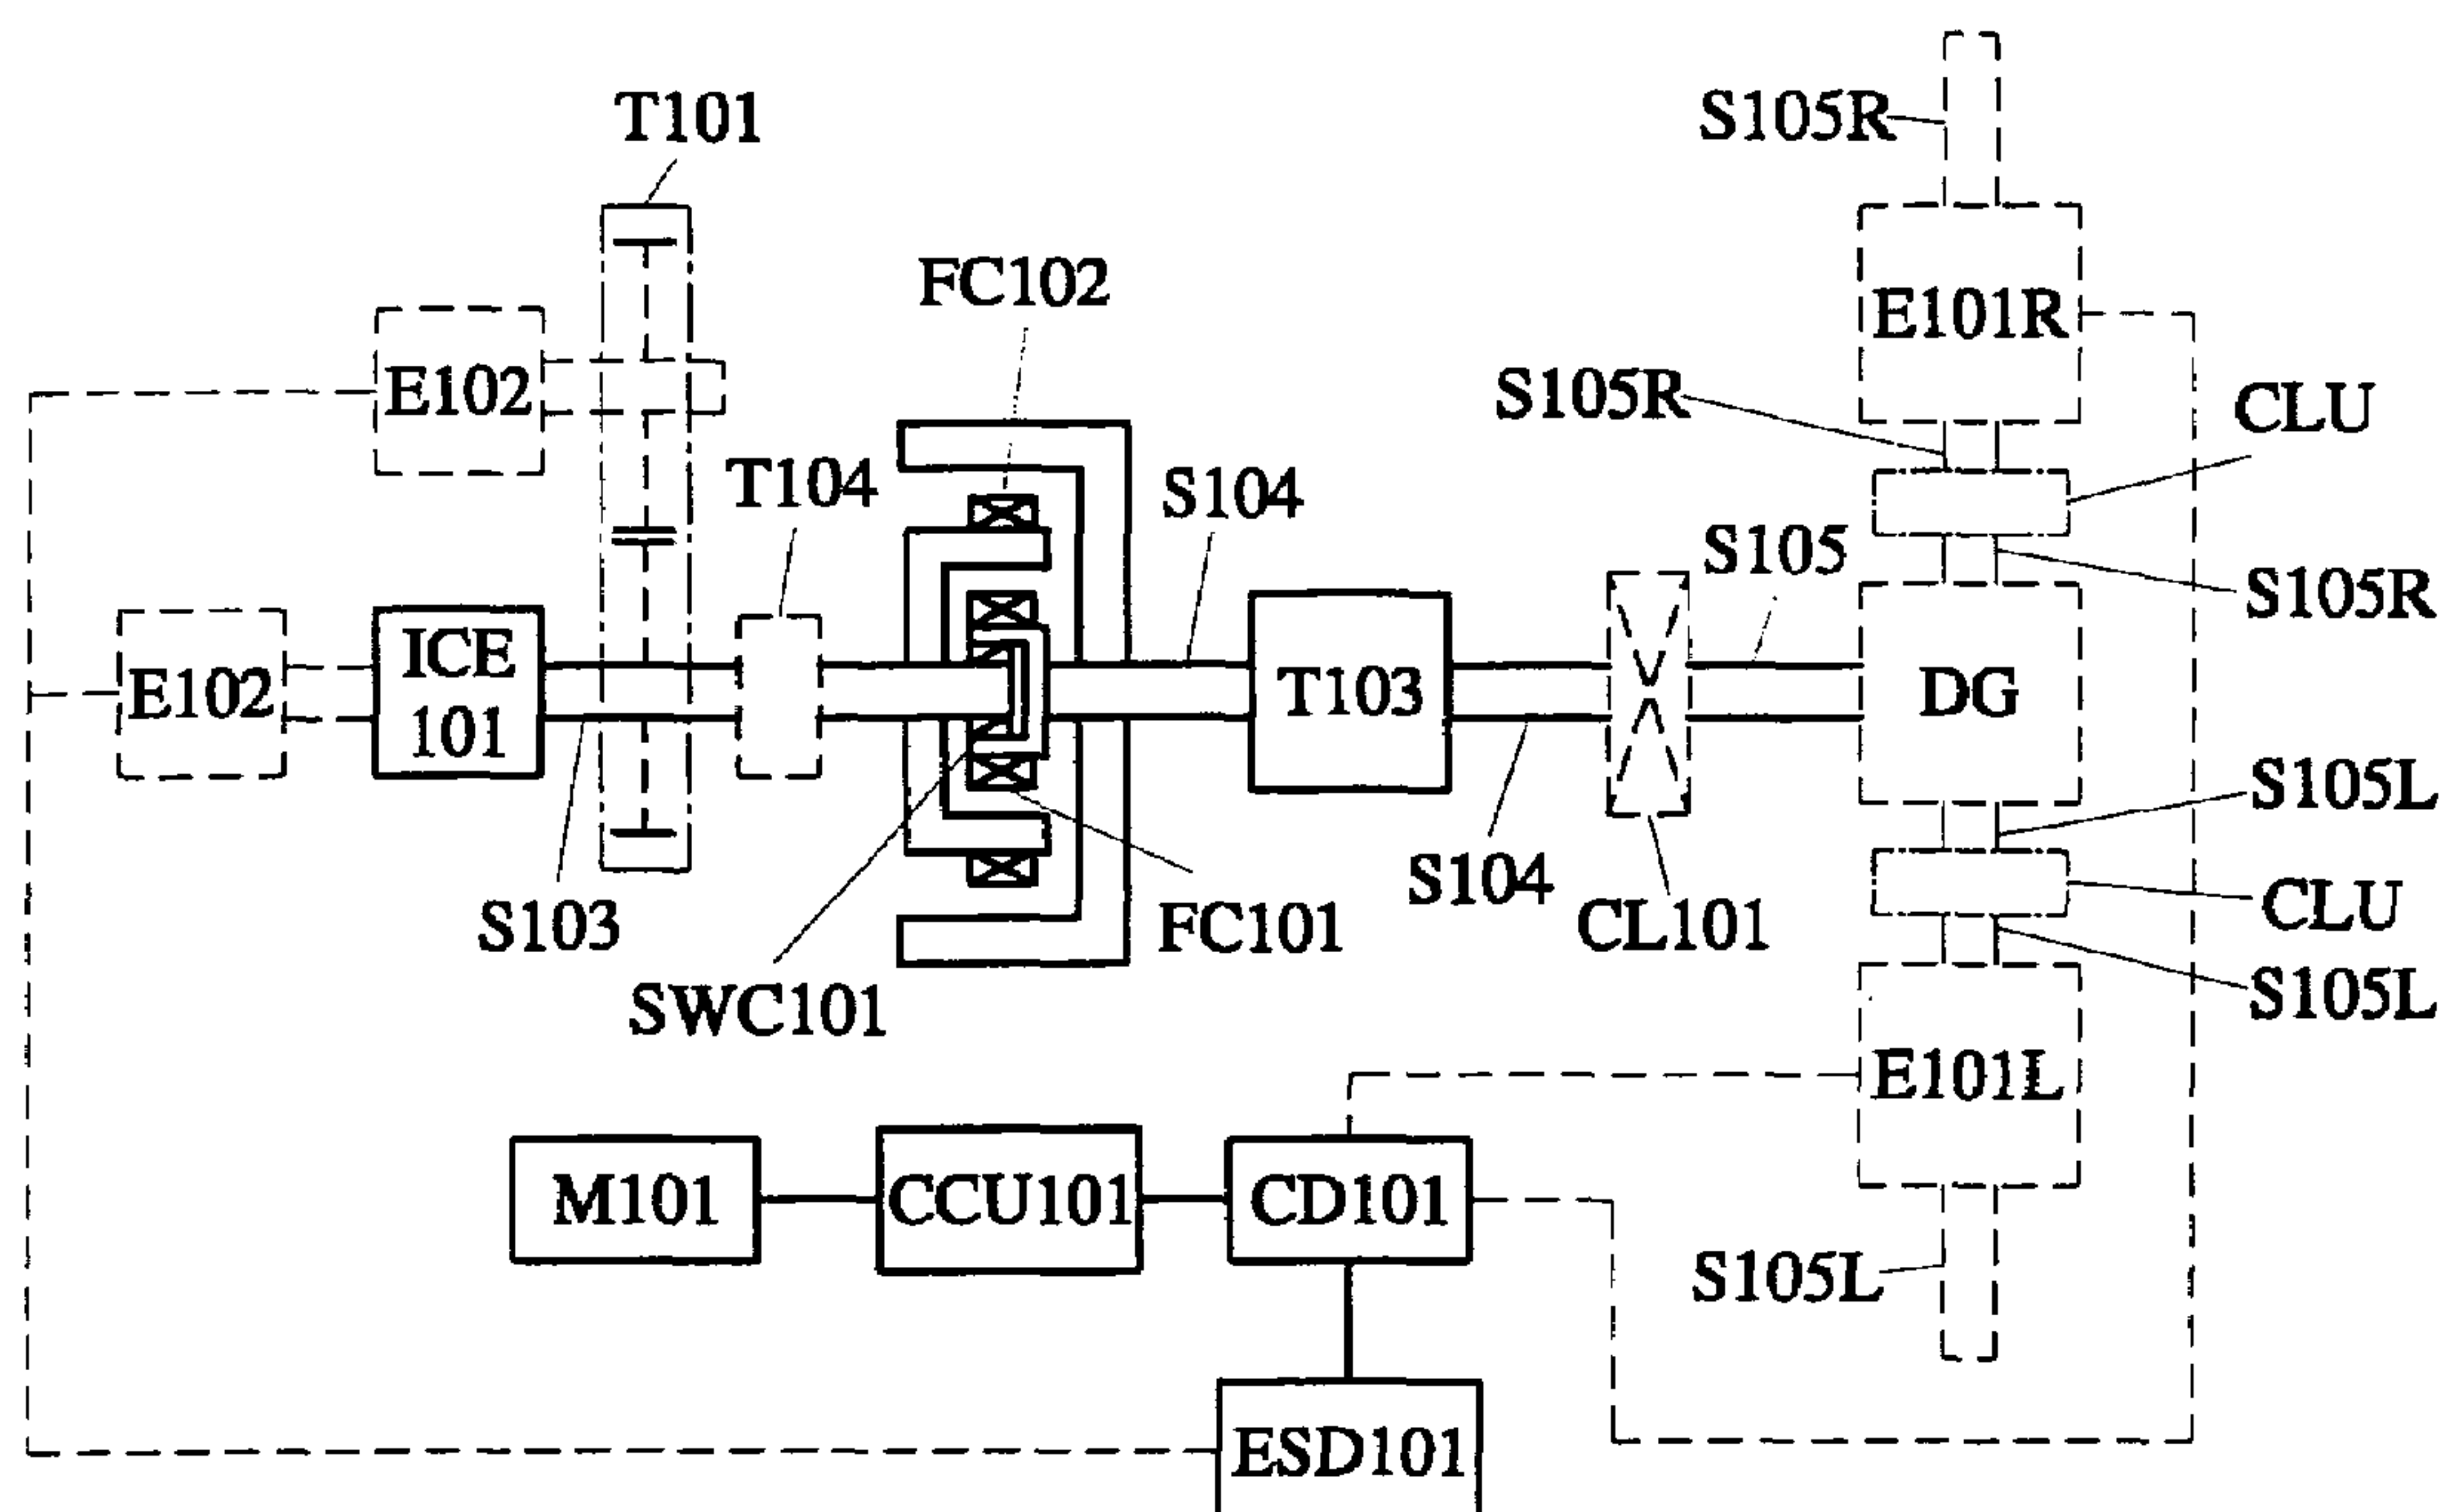 T101
S105R
FC102
E101R
E102
S105R
CLU
T104
S104
S105
S105R
E102
ICE
101
T103
DG
S105L
S104
S103
FC101
CL101
CLU
SWC101
S105L
E101L
M101
CCU101
CD101
S105L
ESD101